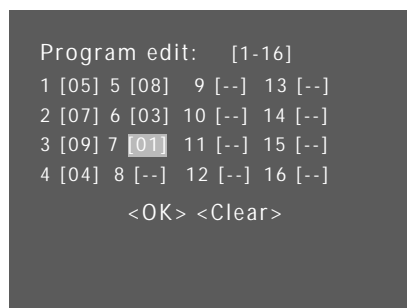 Program edit: [1-16]
1 [05] 5 [08] 9 [--] 13 [--]
2 [07] 6 [03] 10 [--] 14 [--]
3 [09] 7 [01] 11 [--] 15 [--]
4 [04] 8 [--] 12 [--] 16 [--]
<OK> <Clear>